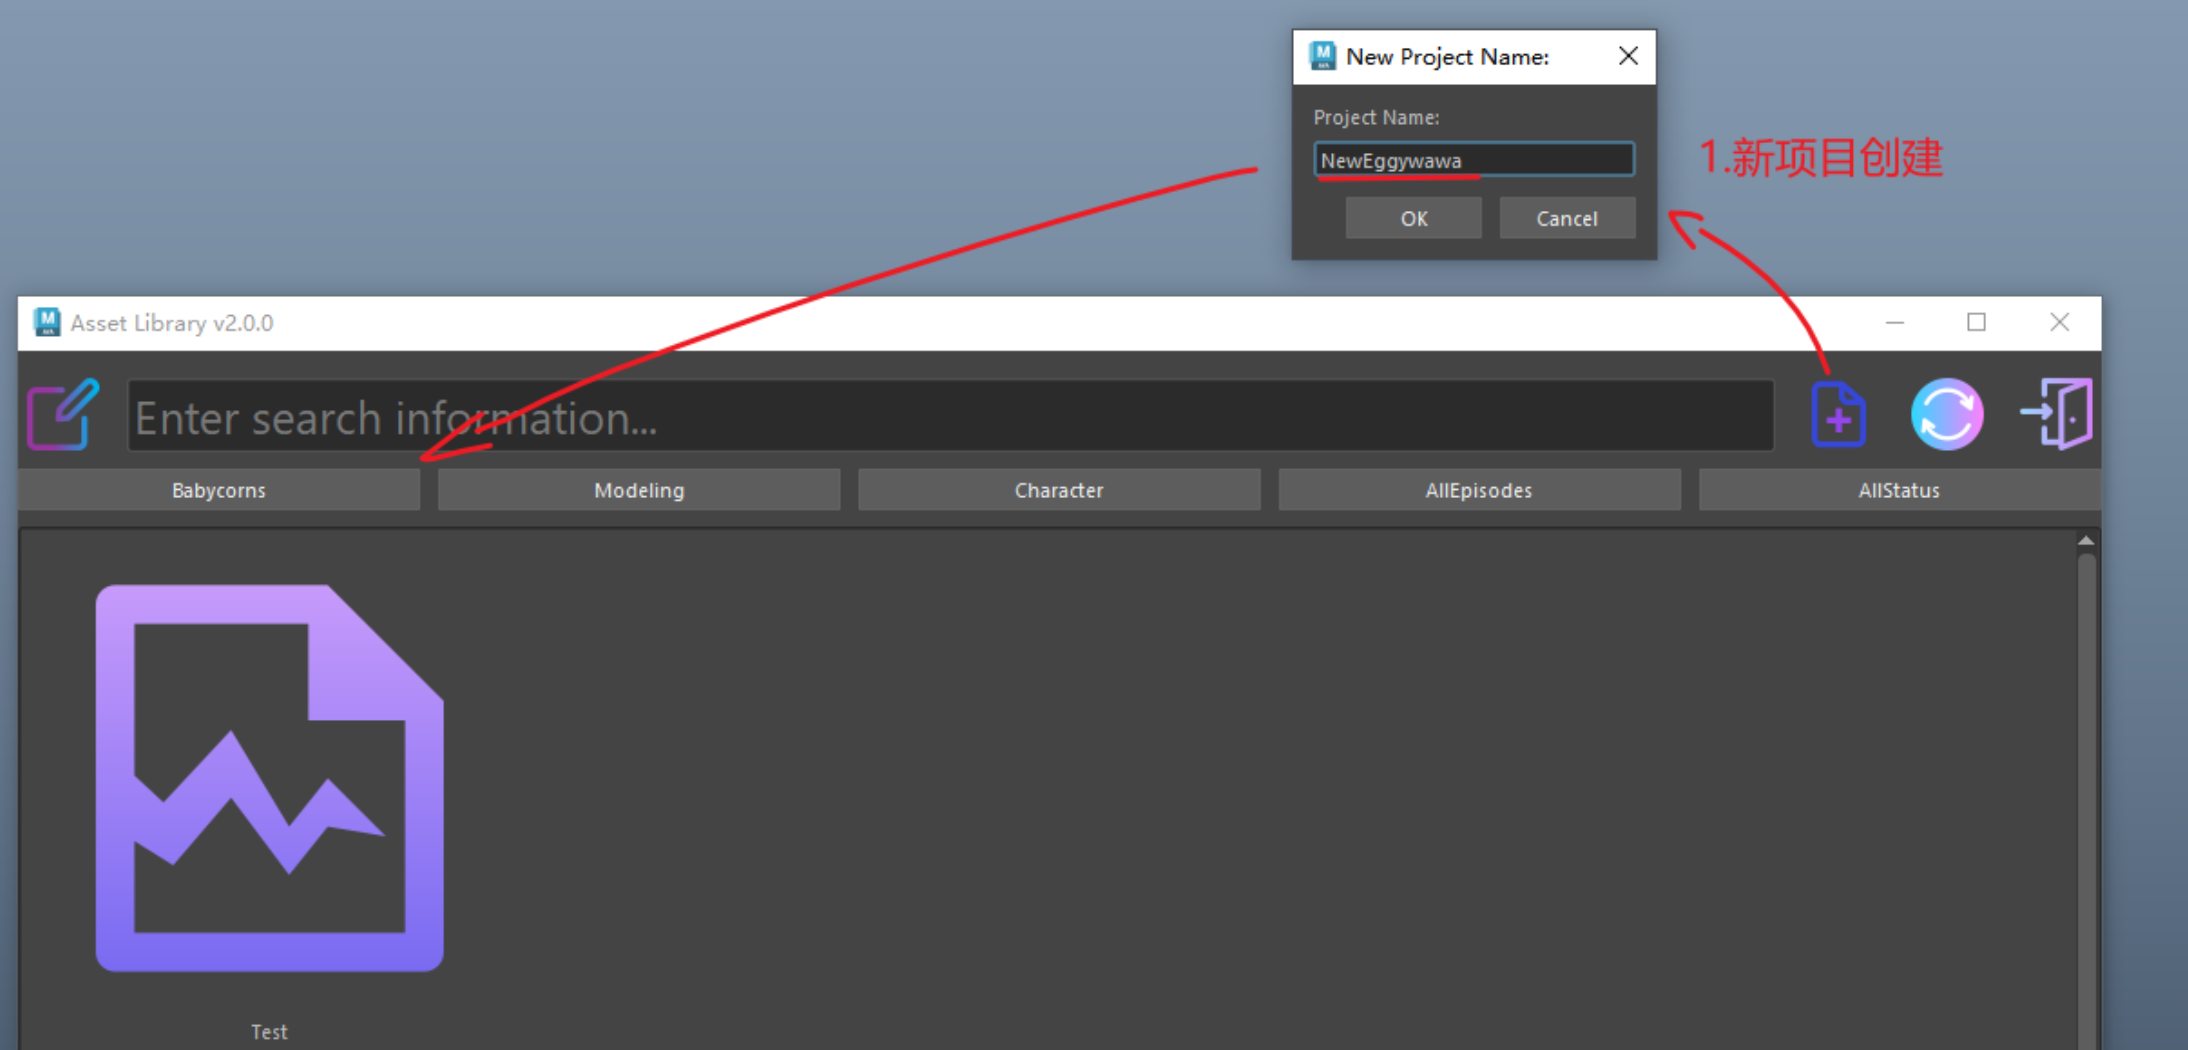 New Project Name:
Project Name:
NewEggywawa
OK Cancel
1.新项目创建
Asset Library v2.0.0
Enter search information...
Babycorns Modeling Character AllEpisodes AllStatus
Test